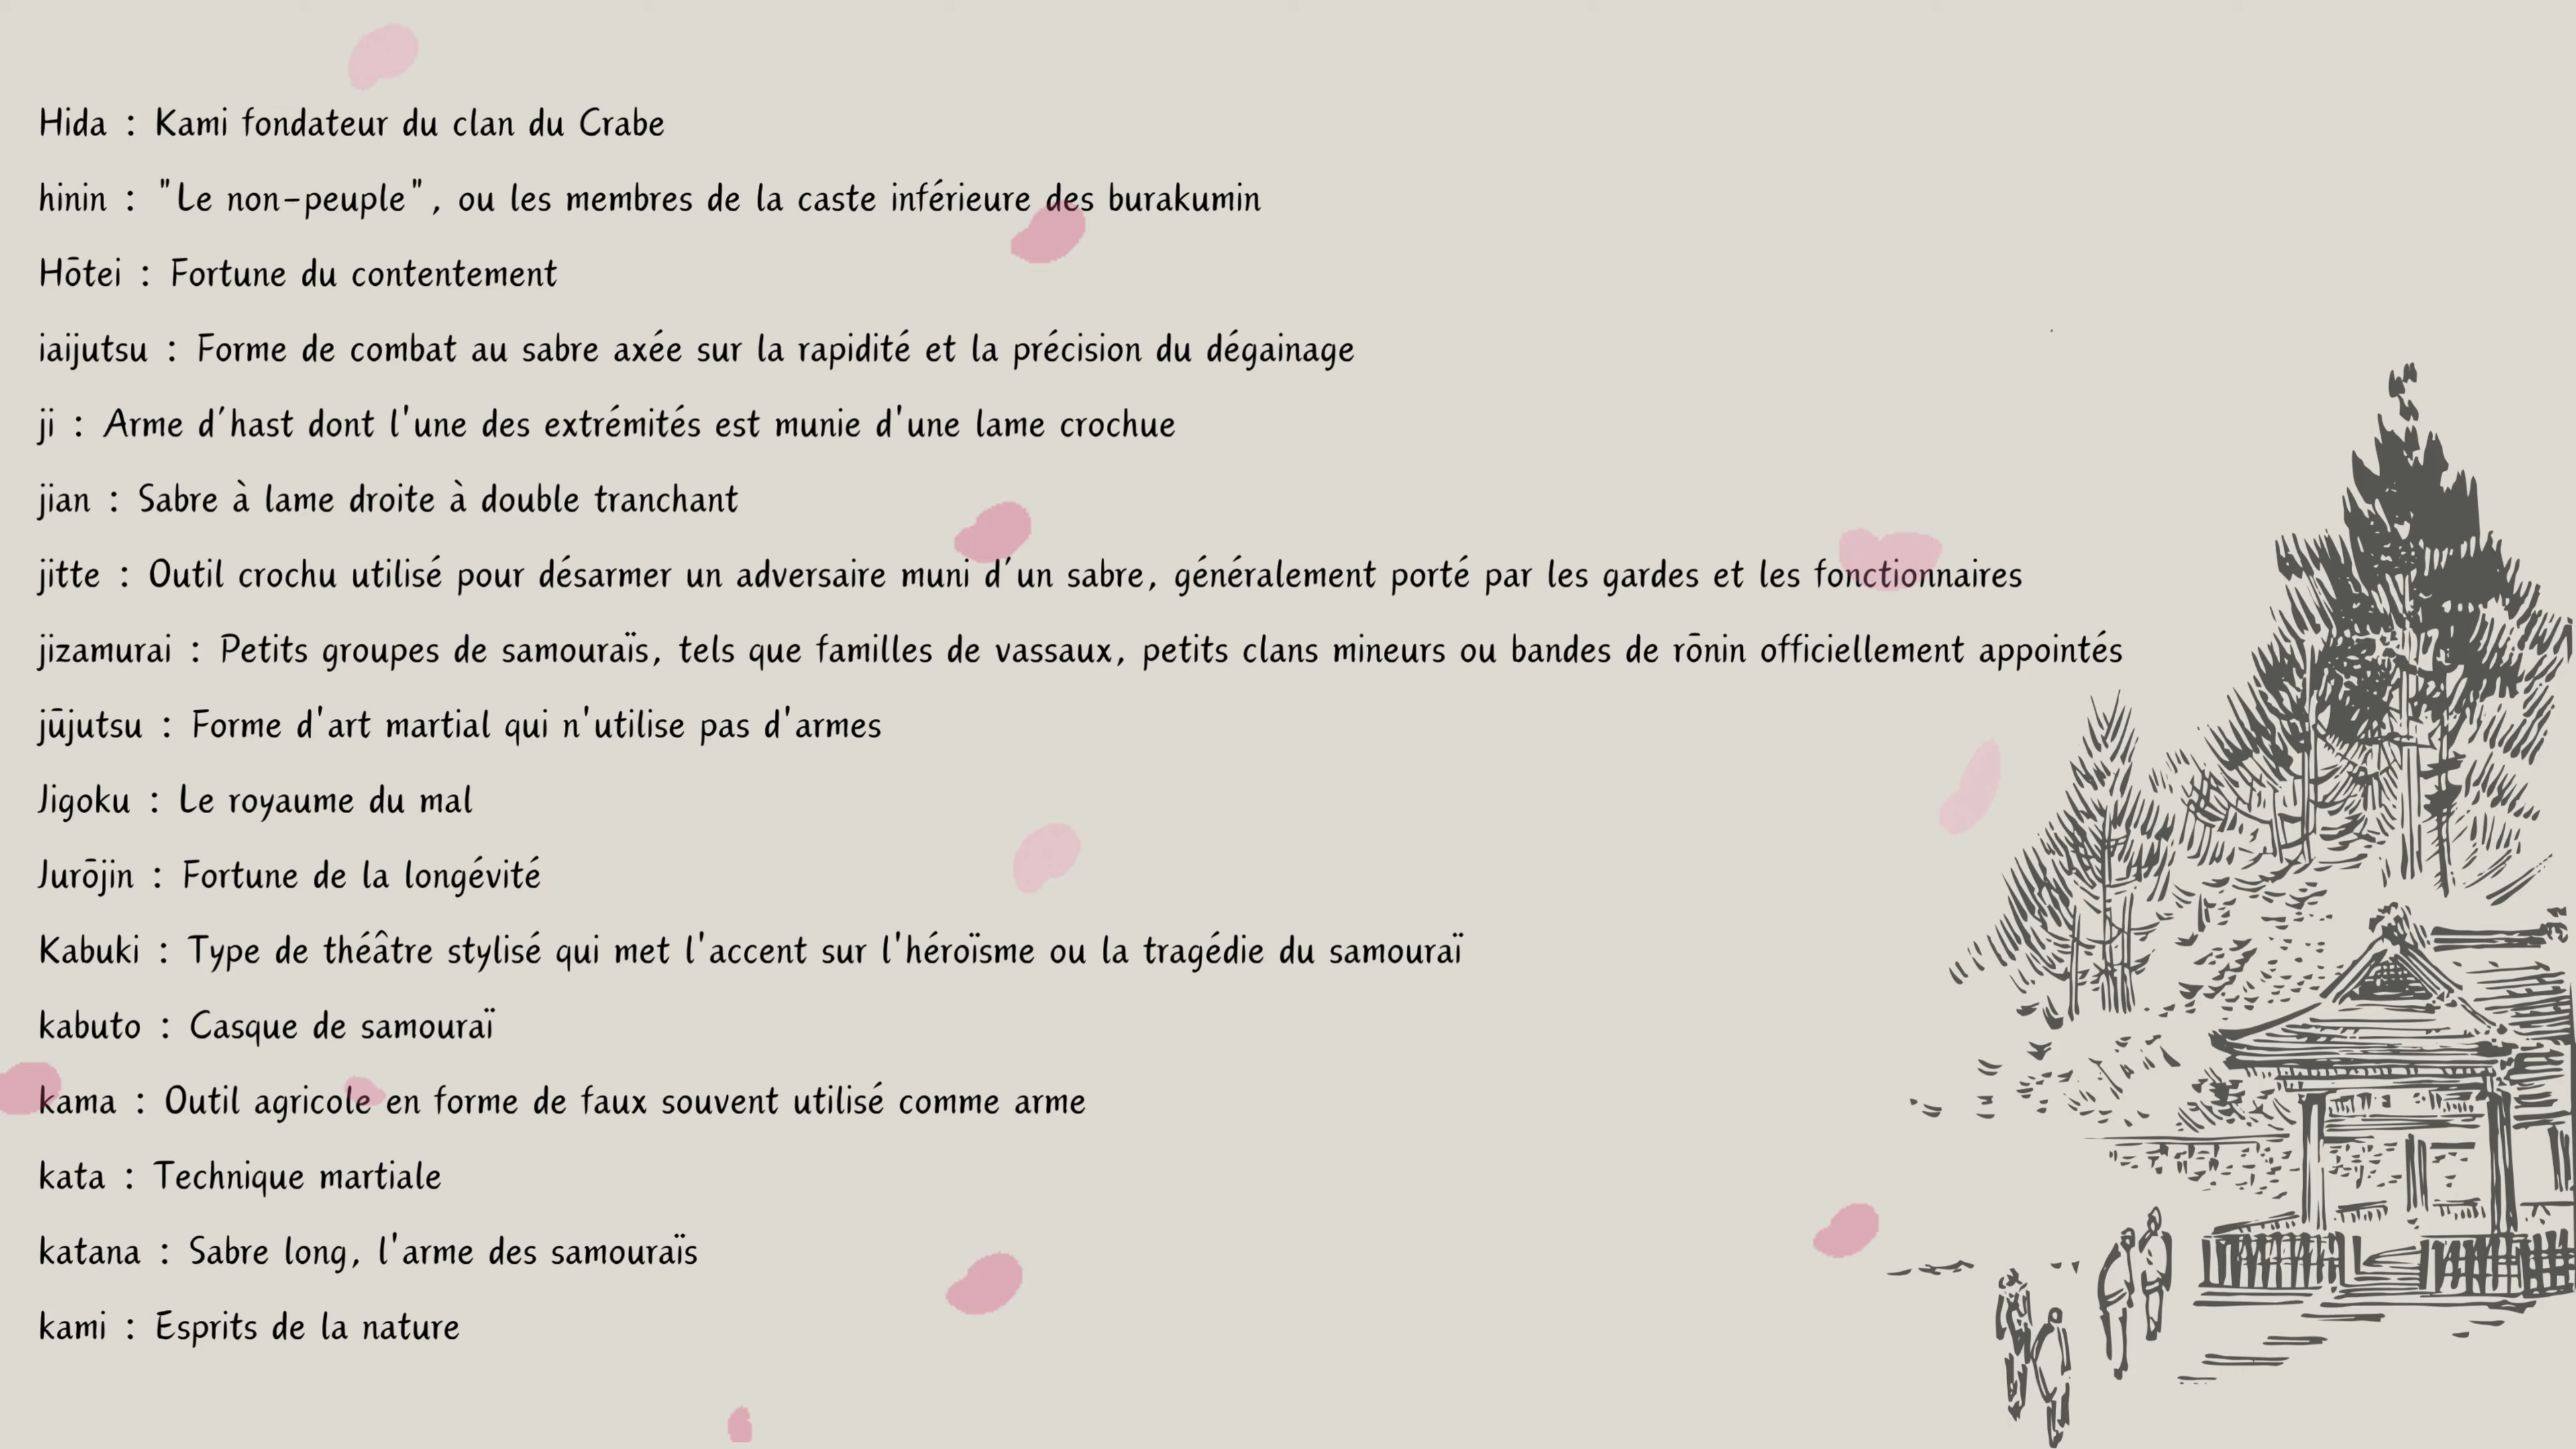 Hida : Kami fondateur du clan du Crabe
hinin : "Le non-peuple", ou les membres de la caste inférieure des burakumin
Hōtei : Fortune du contentement
iaijutsu : Forme de combat au sabre axée sur la rapidité et la précision du dégainage
ji : Arme d'hast dont l'une des extrémités est munie d'une lame crochue
jian : Sabre à lame droite à double tranchant
jitte : Outil crochu utilisé pour désarmer un adversaire muni d'un sabre, généralement porté par les gardes et les fonctionnaires
jizamurai : Petits groupes de samouraïs, tels que familles de vassaux, petits clans mineurs ou bandes de rōnin officiellement appointés
jūjutsu : Forme d'art martial qui n'utilise pas d'armes
Jigoku : Le royaume du mal
Jurōjin : Fortune de la longévité
Kabuki : Type de théâtre stylisé qui met l'accent sur l'héroïsme ou la tragédie du samouraï
kabuto : Casque de samouraï
kama : Outil agricole en forme de faux souvent utilisé comme arme
kata : Technique martiale
katana : Sabre long, l'arme des samouraïs
kami : Esprits de la nature